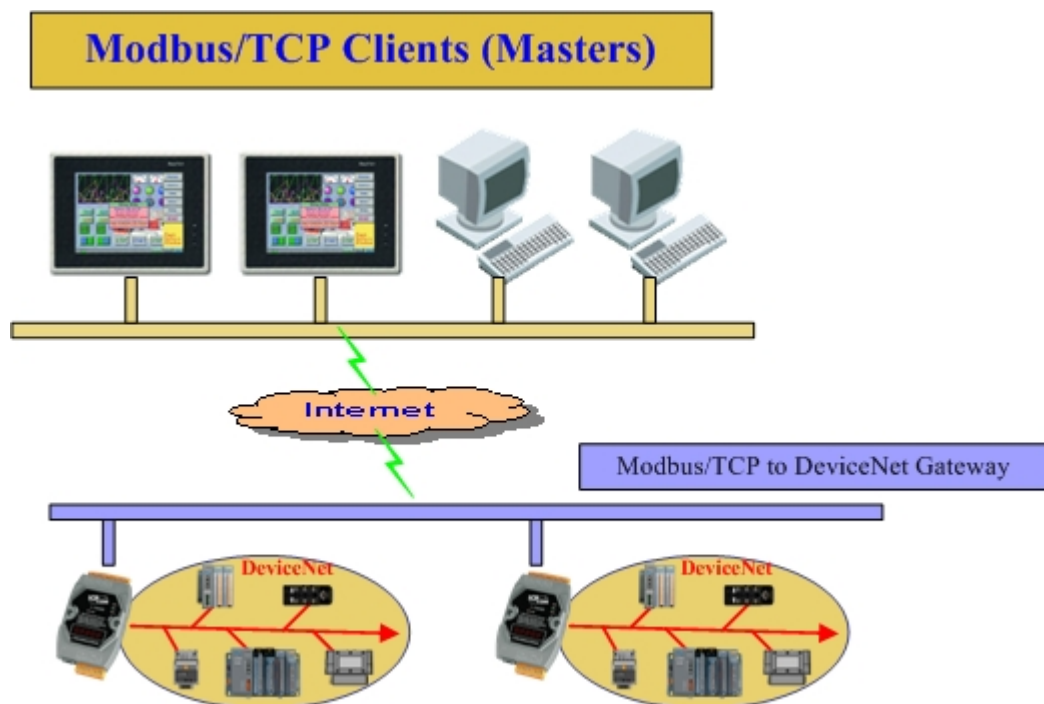 Modbus/TCP Clients (Masters)
Internet
Modbus/TCP to DeviceNet Gateway
DeviceNet
DeviceNet